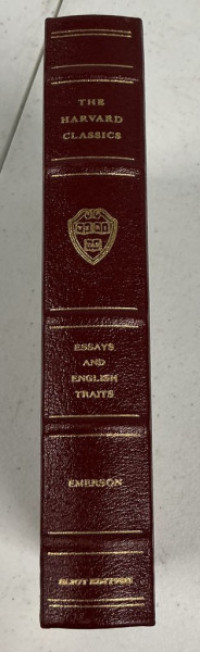 THE
HARVARD
CLASSICS
ESSAYS
AND
ENGLISH
TRAITS
EMERSON
ELIOT EDITION